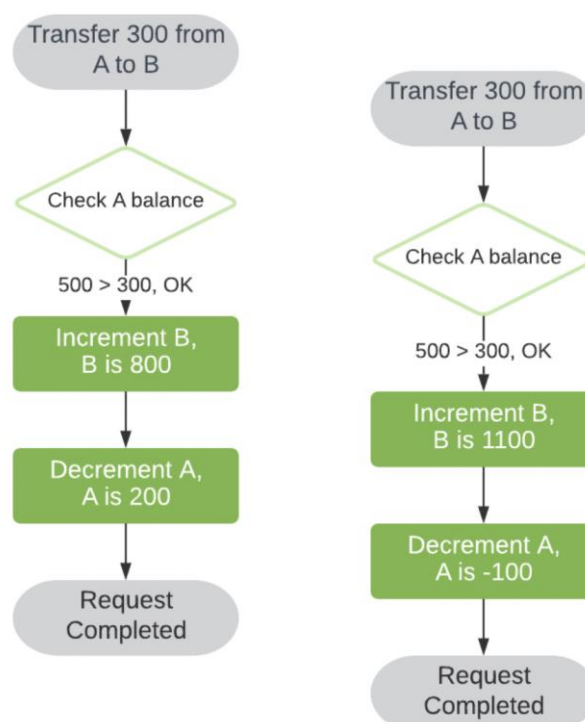 Transfer 300 from
A to B
Check A balance
500 > 300, OK
Increment B,
B is 800
Decrement A,
A is 200
Request
Completed
Transfer 300 from
A to B
Check A balance
500 > 300, OK
Increment B,
B is 1100
Decrement A,
A is -100
Request
Completed